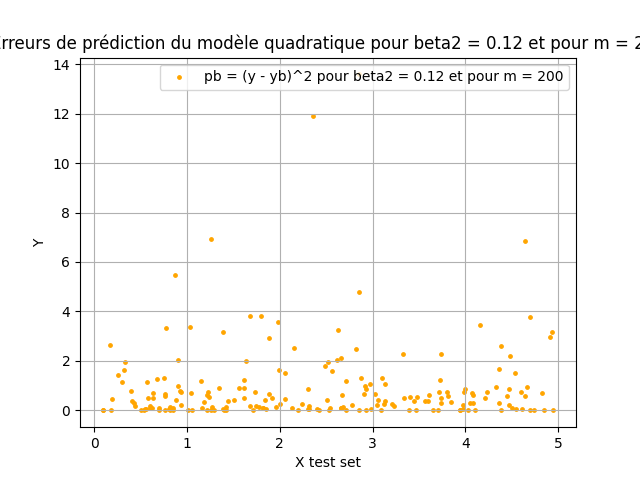 Erreurs de prédiction du modèle quadratique pour beta2 = 0.12 et pour m = 2
pb = (y - yb)^2 pour beta2 = 0.12 et pour m = 200
14
12
10
8
6
4
2
0
Y
0 1 2 3 4 5
X test set